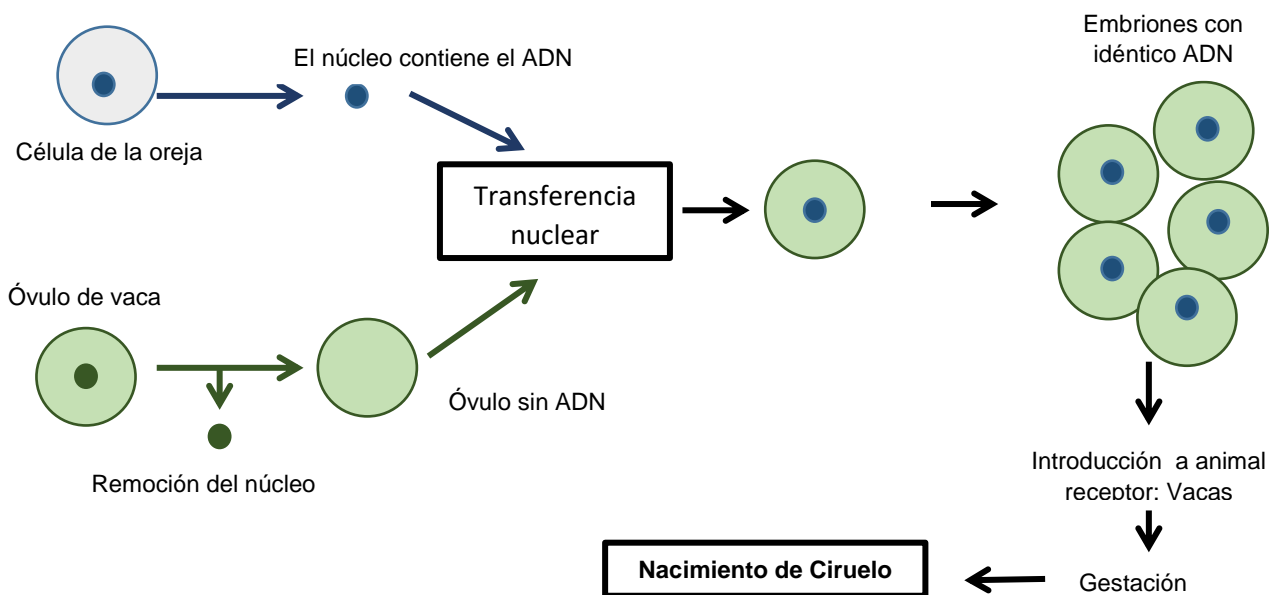 El núcleo contiene el ADN
Célula de la oreja
Embriones con
idéntico ADN
Transferencia
nuclear
Óvulo de vaca
Óvulo sin ADN
Remoción del núcleo
Introducción  a animal
receptor: Vacas
Gestación
Nacimiento de Ciruelo